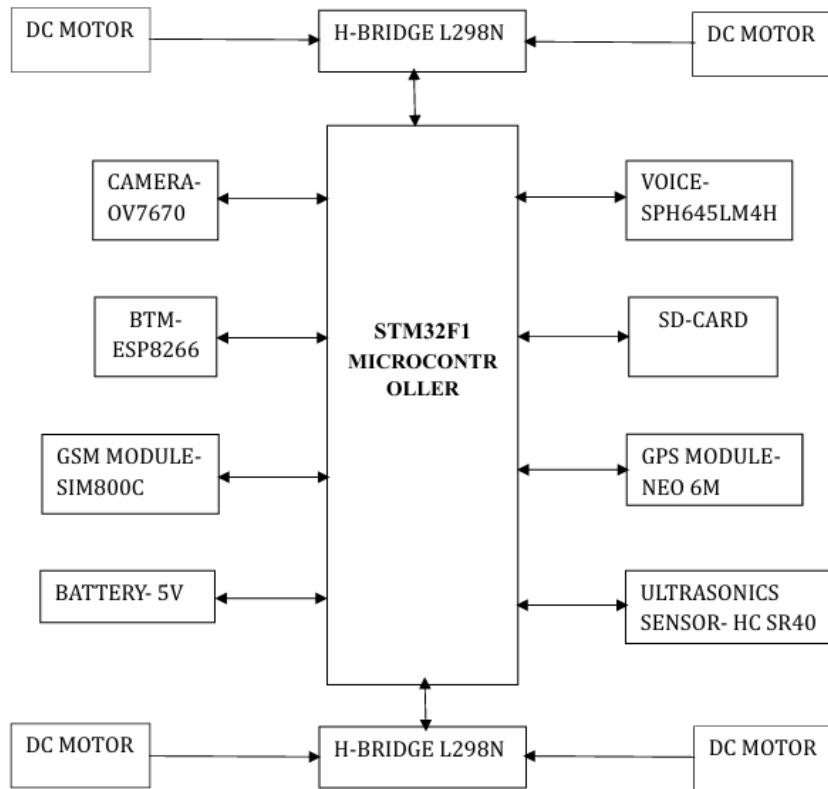 DC MOTOR
H-BRIDGE L298N
DC MOTOR
CAMERA-
OV7670
VOICE-
SPH645LM4H
BTM-
ESP8266
STM32F1
MICROCONTR
OLLER
SD-CARD
GSM MODULE-
SIM800C
GPS MODULE-
NEO 6M
BATTERY- 5V
ULTRASONICS
SENSOR- HC SR40
DC MOTOR
H-BRIDGE L298N
DC MOTOR